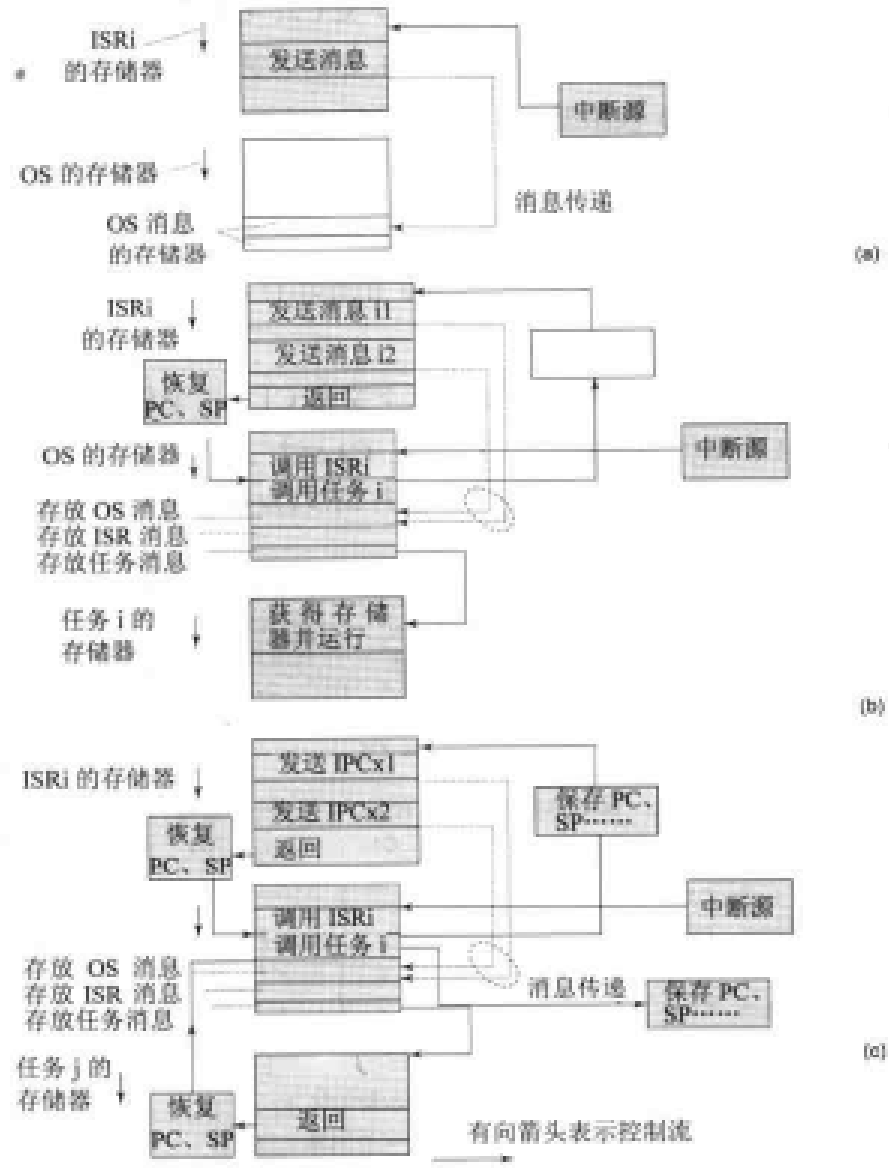 ISRi
的存储器
发送消息
中断源
OS 的存储器
消息传递
OS 消息
的存储器
(a)
ISRi
的存储器
发送消息 i1
发送消息 i2
返回
恢复
PC、SP
OS 的存储器
中断源
调用 ISRi
调用任务 i
存放 OS 消息
存放 ISR 消息
存放任务消息
任务 i 的
存储器
获得存储
器并运行
(b)
ISRi 的存储器
发送 IPCx1
发送 IPCx2
返回
保存 PC、
SP……
恢复
PC、SP
调用 ISRi
调用任务 i
中断源
存放 OS 消息
存放 ISR 消息
存放任务消息
消息传递
保存 PC、
SP……
(c)
任务 j 的
存储器
恢复
PC、SP
返回
有向箭头表示控制流